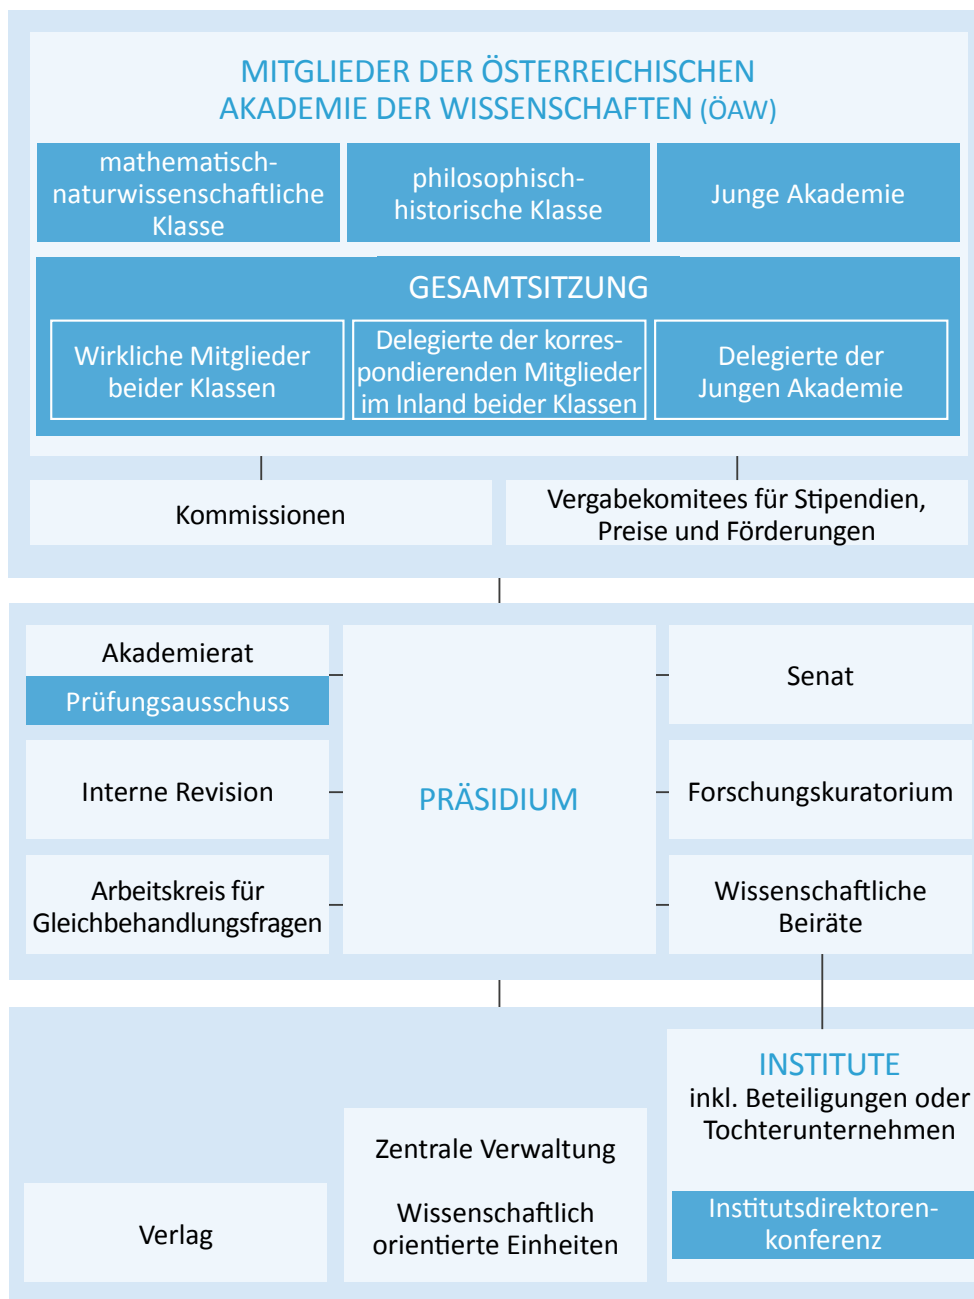 MITGLIEDER DER ÖSTERREICHISCHEN
AKADEMIE DER WISSENSCHAFTEN (ÖAW)
mathematisch-
naturwissenschaftliche
Klasse
philosophisch-
historische Klasse
Junge Akademie
GESAMTSITZUNG
Wirkliche Mitglieder
beider Klassen
Delegierte der korres-
pondierenden Mitglieder
im Inland beider Klassen
Delegierte der
Jungen Akademie
Kommissionen
Vergabekomitees für Stipendien,
Preise und Förderungen
Akademierat
Prüfungsausschuss
Interne Revision
Arbeitskreis für
Gleichbehandlungsfragen
PRÄSIDIUM
Senat
Forschungskuratorium
Wissenschaftliche
Beiräte
Verlag
Zentrale Verwaltung
Wissenschaftlich
orientierte Einheiten
INSTITUTE
inkl. Beteiligungen oder
Tochterunternehmen
Institutsdirektoren-
konferenz